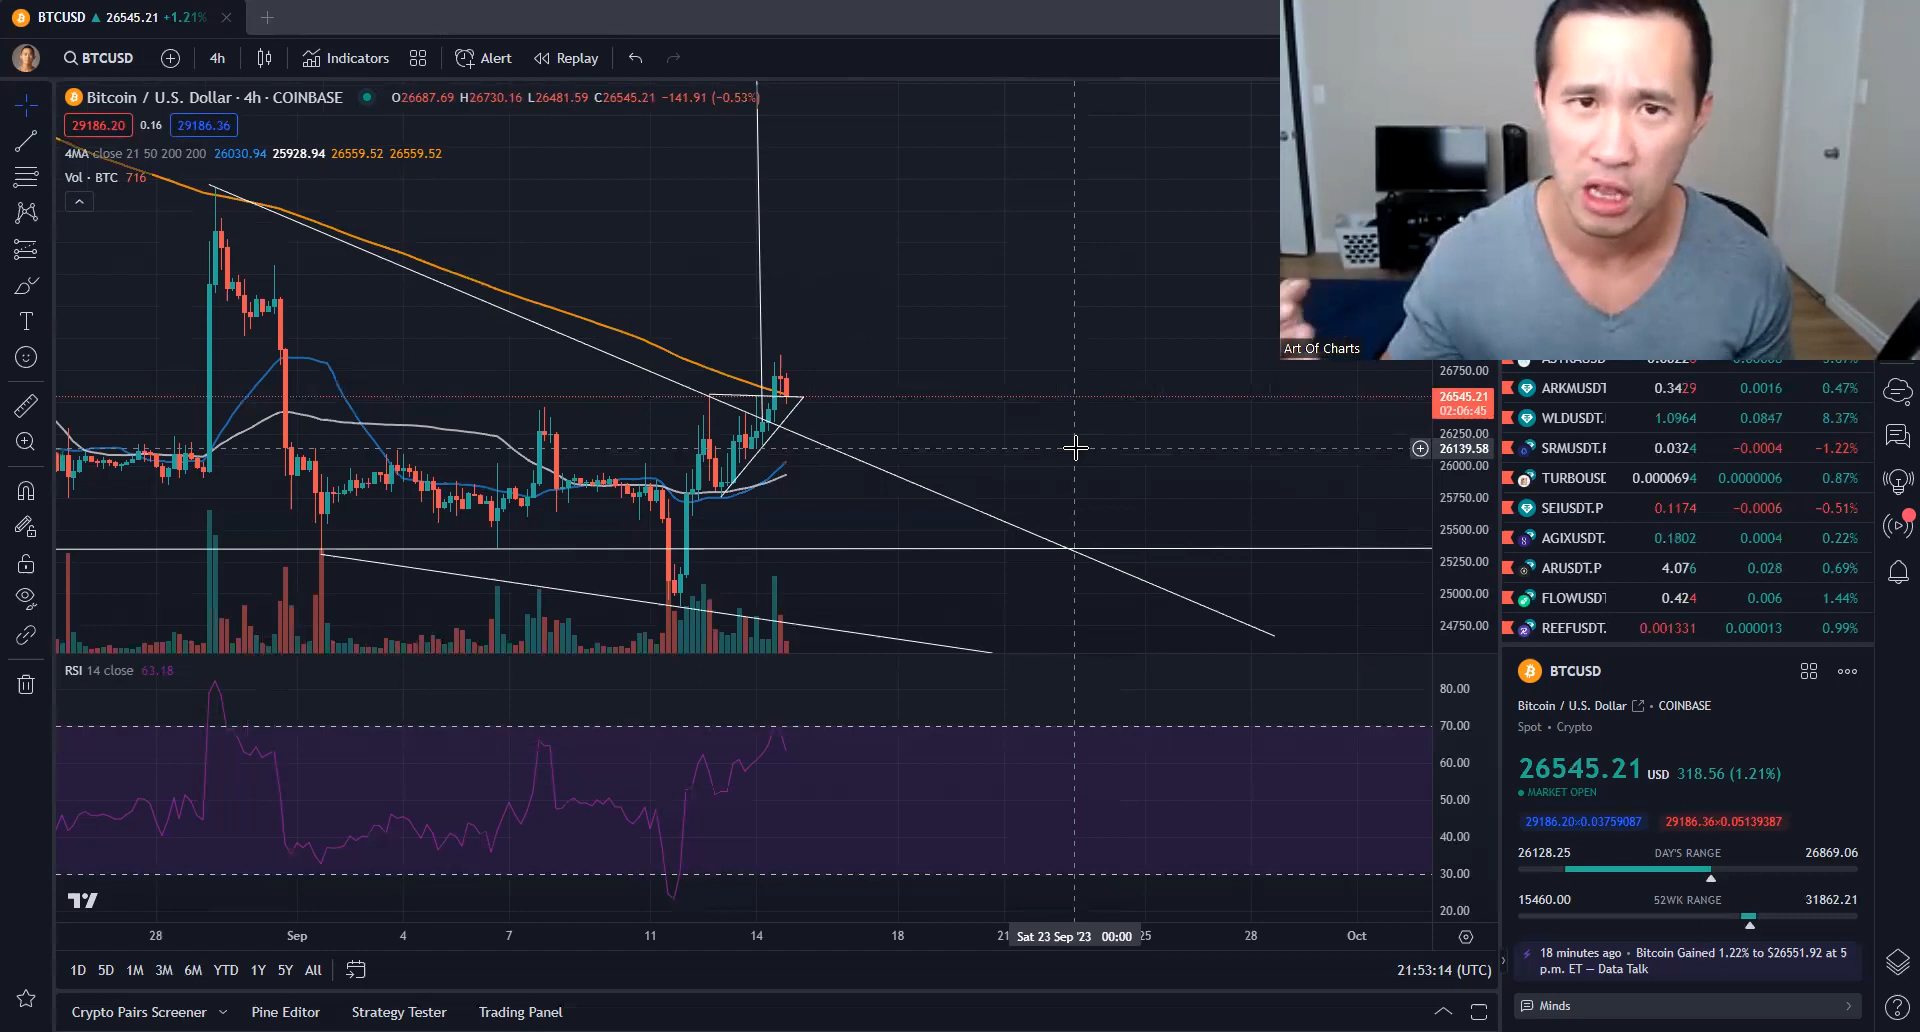 BTCUSD ▲ 26545.21 +1.21%
BTCUSD 4h Indicators Alert Replay
Bitcoin / U.S. Dollar · 4h · COINBASE O26687.69 H26730.16 L26481.59 C26545.21 −141.91 (−0.53%)
29186.20 0.16 29186.36
4MA close 21 50 200 200 26030.94 25928.94 26559.52 26559.52
Vol · BTC 716
Art Of Charts
26750.00
26545.21
02:06:45
26250.00
26139.58
26000.00
25750.00
25500.00
25250.00
25000.00
24750.00
ARKMUSDT 0.3429 0.0016 0.47%
WLDUSDT. 1.0964 0.0847 8.37%
SRMUSDT.F 0.0324 −0.0004 −1.22%
TURBOUSD 0.0000694 0.0000006 0.87%
SEIUSDT.P 0.1174 −0.0006 −0.51%
AGIXUSDT. 0.1802 0.0004 0.22%
ARUSDT.P 4.076 0.028 0.69%
FLOWUSDT 0.424 0.006 1.44%
REEFUSDT. 0.001331 0.000013 0.99%
RSI 14 close 63.18
80.00
70.00
60.00
50.00
40.00
30.00
20.00
28 Sep 4 7 11 14 18 21 Sat 23 Sep '23 00:00 25 28 Oct
1D 5D 1M 3M 6M YTD 1Y 5Y All
21:53:14 (UTC)
Crypto Pairs Screener Pine Editor Strategy Tester Trading Panel
BTCUSD
Bitcoin / U.S. Dollar • COINBASE
Spot • Crypto
26545.21 USD 318.56 (1.21%)
MARKET OPEN
29186.20×0.03759087 29186.36×0.05139387
26128.25 DAY'S RANGE 26869.06
15460.00 52WK RANGE 31862.21
18 minutes ago • Bitcoin Gained 1.22% to $26551.92 at 5
p.m. ET — Data Talk
Minds